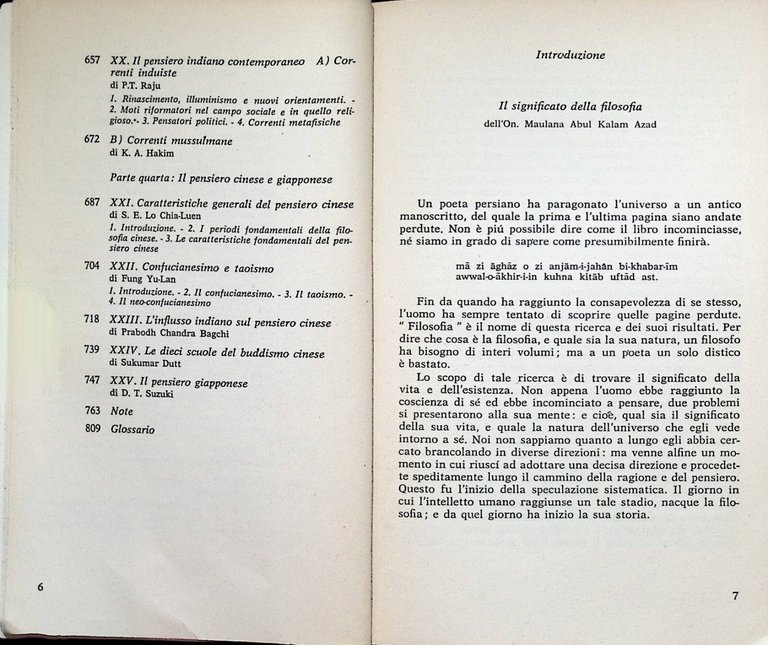 657 XX. Il pensiero indiano contemporaneo A) Cor-
renti induiste
di P.T. Raju
1. Rinascimento, illuminismo e nuovi orientamenti. -
2. Moti riformatori nel campo sociale e in quello reli-
gioso. - 3. Pensatori politici. - 4. Correnti metafisiche
672 B) Correnti mussulmane
di K. A. Hakim
Parte quarta: Il pensiero cinese e giapponese
687 XXI. Caratteristiche generali del pensiero cinese
di S. E. Lo Chia-Luen
1. Introduzione. - 2. I periodi fondamentali della filo-
sofia cinese. - 3. Le caratteristiche fondamentali del pen-
siero cinese
704 XXII. Confucianesimo e taoismo
di Fung Yu-Lan
1. Introduzione. - 2. Il confucianesimo. - 3. Il taoismo. -
4. Il neo-confucianesimo
718 XXIII. L'influsso indiano sul pensiero cinese
di Prabodh Chandra Bagchi
739 XXIV. Le dieci scuole del buddismo cinese
di Sukumar Dutt
747 XXV. Il pensiero giapponese
di D. T. Suzuki
763 Note
809 Glossario
6
Introduzione
Il significato della filosofia
dell'On. Maulana Abul Kalam Azad
Un poeta persiano ha paragonato l'universo a un antico
manoscritto, del quale la prima e l'ultima pagina siano andate
perdute. Non è piú possibile dire come il libro incominciasse,
né siamo in grado di sapere come presumibilmente finirà.
mā zi āghāz o zi anjām-i-jahān bi-khabar-īm
awwal-o-ākhir-i-in kuhna kitāb uftād ast.
Fin da quando ha raggiunto la consapevolezza di se stesso,
l'uomo ha sempre tentato di scoprire quelle pagine perdute.
" Filosofia " è il nome di questa ricerca e dei suoi risultati. Per
dire che cosa è la filosofia, e quale sia la sua natura, un filosofo
ha bisogno di interi volumi; ma a un poeta un solo distico
è bastato.
Lo scopo di tale ricerca è di trovare il significato della
vita e dell'esistenza. Non appena l'uomo ebbe raggiunto la
coscienza di sé ed ebbe incominciato a pensare, due problemi
si presentarono alla sua mente: e cioè, qual sia il significato
della sua vita, e quale la natura dell'universo che egli vede
intorno a sé. Noi non sappiamo quanto a lungo egli abbia cer-
cato brancolando in diverse direzioni: ma venne alfine un mo-
mento in cui riuscí ad adottare una decisa direzione e procedet-
te speditamente lungo il cammino della ragione e del pensiero.
Questo fu l'inizio della speculazione sistematica. Il giorno in
cui l'intelletto umano raggiunse un tale stadio, nacque la filo-
sofia; e da quel giorno ha inizio la sua storia.
7